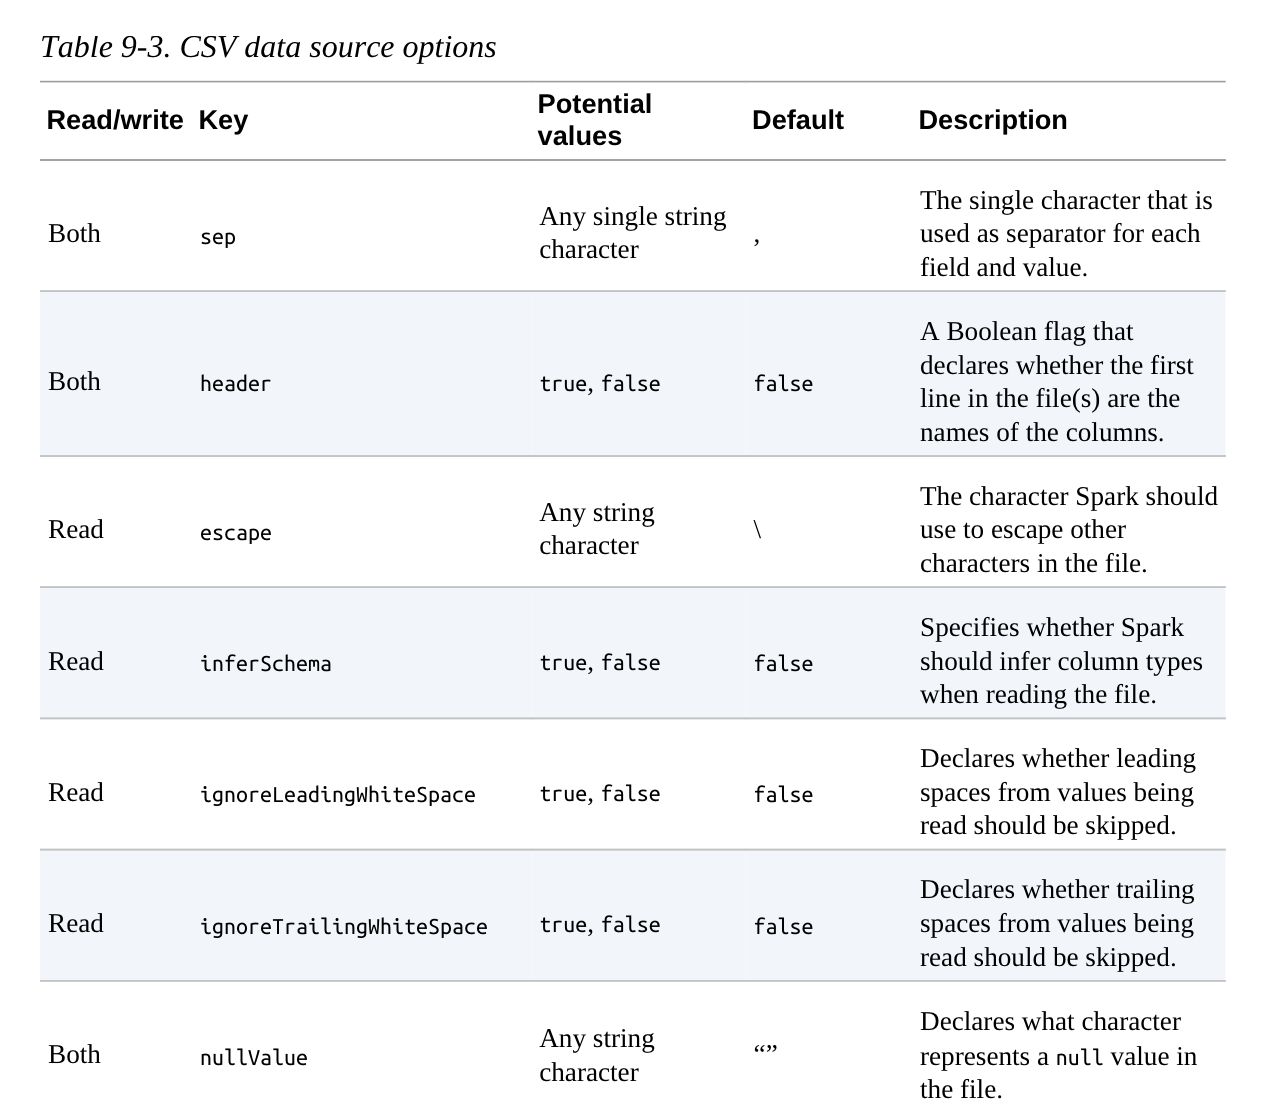 Table 9-3. CSV data source options
Read/write Key Potential values Default Description
Both sep Any single string character , The single character that is used as separator for each field and value.
Both header true, false false A Boolean flag that declares whether the first line in the file(s) are the names of the columns.
Read escape Any string character \ The character Spark should use to escape other characters in the file.
Read inferSchema true, false false Specifies whether Spark should infer column types when reading the file.
Read ignoreLeadingWhiteSpace true, false false Declares whether leading spaces from values being read should be skipped.
Read ignoreTrailingWhiteSpace true, false false Declares whether trailing spaces from values being read should be skipped.
Both nullValue Any string character “” Declares what character represents a null value in the file.